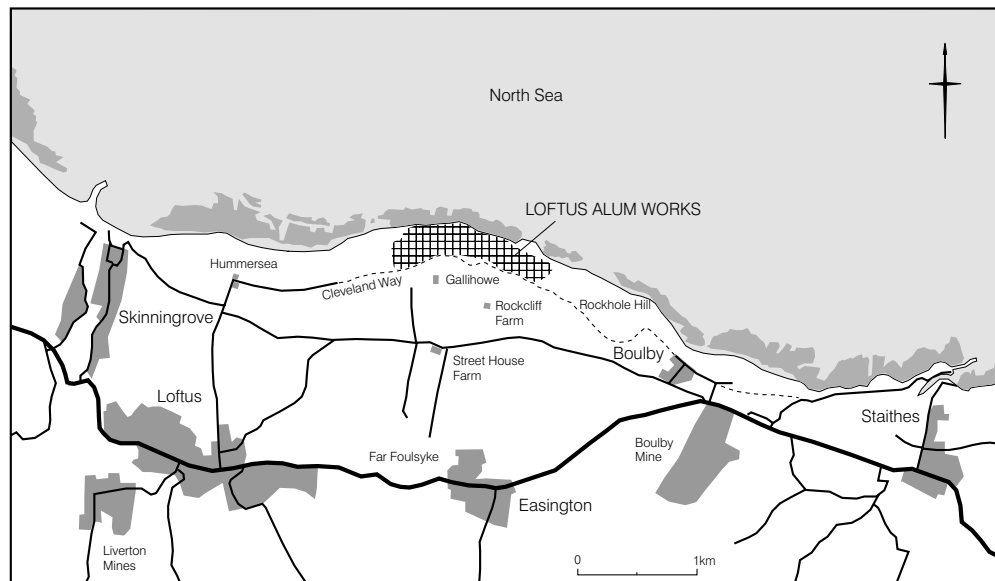 North Sea
LOFTUS ALUM WORKS
Hummersea
Cleveland Way
Gallihowe
Rockcliff
Farm
Rockhole Hill
Skinningrove
Street House
Farm
Boulby
Loftus
Staithes
Far Foulsyke
Boulby
Mine
Easington
Liverton
Mines
0
1km